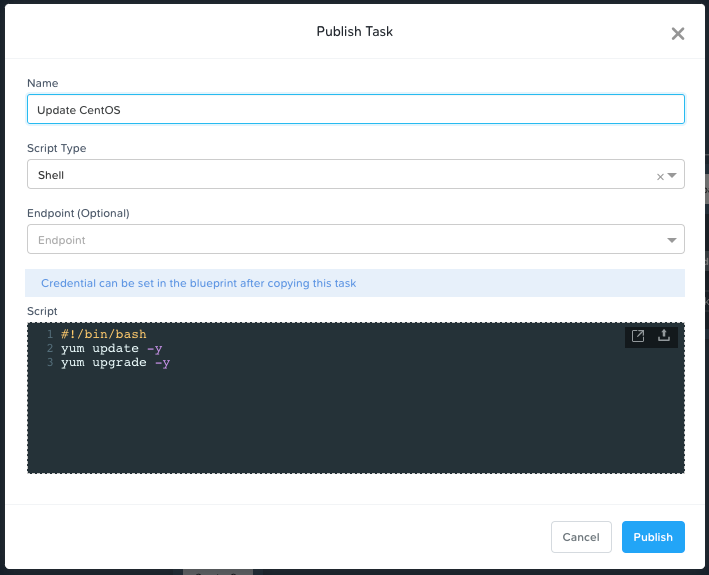 Publish Task
Name
Update CentOS
Script Type
Shell
Endpoint (Optional)
Endpoint
Credential can be set in the blueprint after copying this task
Script
1 #!/bin/bash
2 yum update -y
3 yum upgrade -y
Cancel
Publish